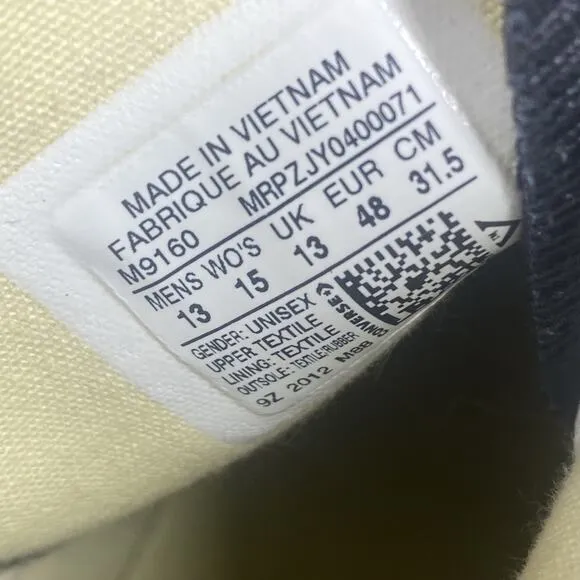 MADE IN VIETNAM
FABRIQUE AU VIETNAM
M9160 MRPZJY0400071
MENS WO'S UK EUR CM
13 15 13 48 31.5
GENDER: UNISEX
UPPER TEXTILE
LINING: TEXTILE
OUTSOLE: TEXTILE/RUBBER
9Z 2012 M8B
CONVERSE